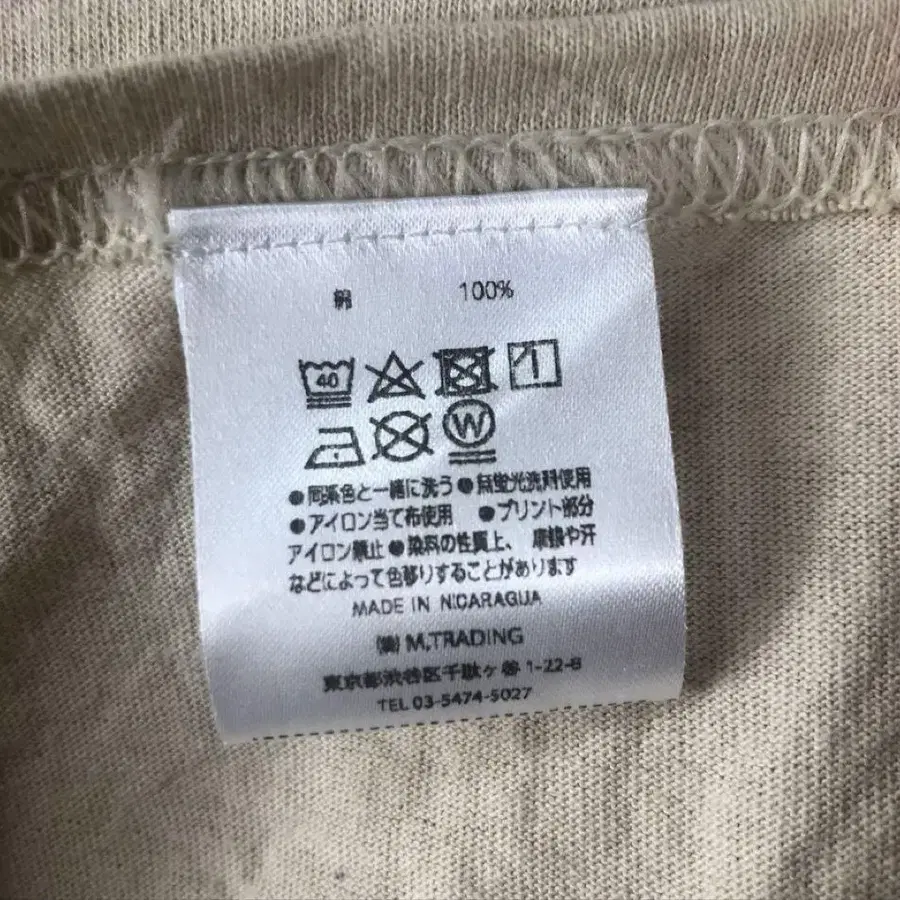 綿 100%
40
W
●同系色と一緒に洗う ●無蛍光洗剤使用
●アイロン当て布使用 ●プリント部分
アイロン禁止 ●染料の性質上、摩擦や汗
などによって色移りすることがあります
MADE IN NICARAGUA
(株) M,TRADING
東京都渋谷区千駄ヶ谷 1-22-8
TEL 03-5474-5027